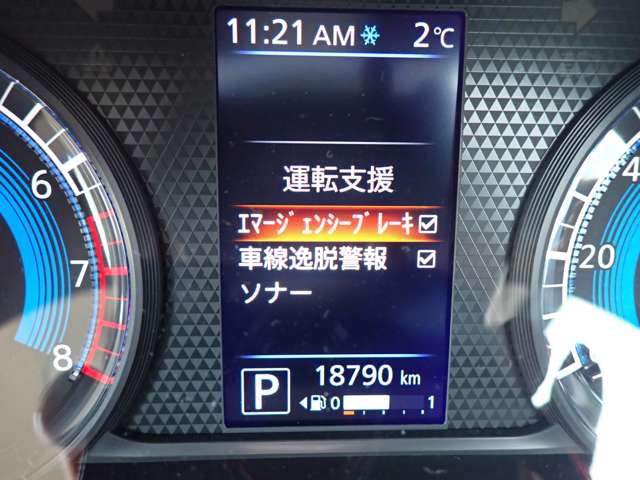 11:21 AM 2℃
運転支援
ｴﾏｰｼﾞｪﾝｼｰﾌﾞﾚｰｷ
車線逸脱警報
ソナー
P
18790 km
0 1
6
7
8
4
20